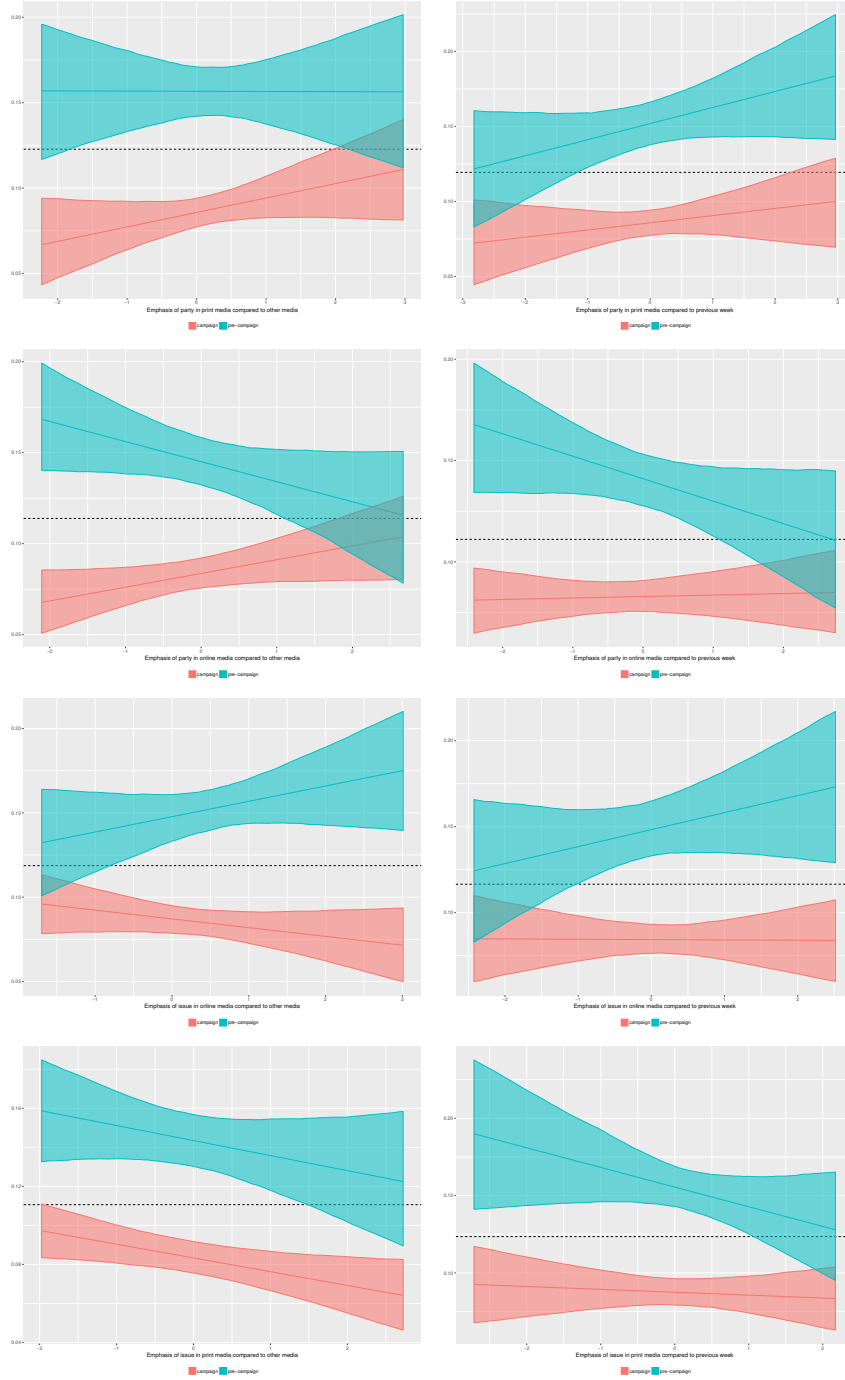 0.20
0.15
0.10
0.05
−2 −1 0 1 2 3
Emphasis of party in print media compared to other media
campaign pre−campaign
0.20
0.15
0.10
0.05
−3 −2 −1 0 1 2 3
Emphasis of party in print media compared to previous week
campaign pre−campaign
0.20
0.15
0.10
0.05
−2 −1 0 1 2
Emphasis of party in online media compared to other media
campaign pre−campaign
0.20
0.15
0.10
−2 −1 0 1 2
Emphasis of party in online media compared to previous week
campaign pre−campaign
0.20
0.15
0.10
0.05
−1 0 1 2 3
Emphasis of issue in online media compared to other media
campaign pre−campaign
0.20
0.15
0.10
−2 −1 0 1 2
Emphasis of issue in online media compared to previous week
campaign pre−campaign
0.16
0.12
0.08
0.04
−2 −1 0 1 2
Emphasis of issue in print media compared to other media
campaign pre−campaign
0.20
0.15
0.10
−2 −1 0 1 2
Emphasis of issue in print media compared to previous week
campaign pre−campaign